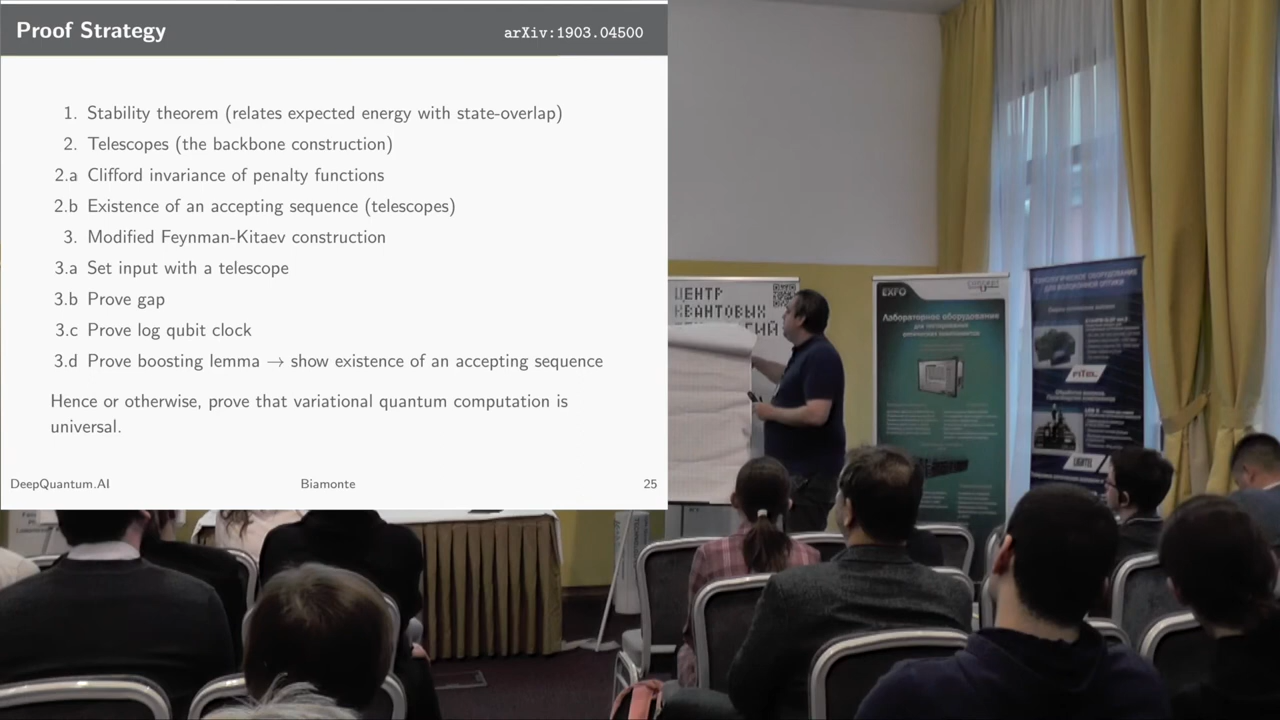 Proof Strategy
arXiv:1903.04500
1. Stability theorem (relates expected energy with state-overlap)
2. Telescopes (the backbone construction)
2.a Clifford invariance of penalty functions
2.b Existence of an accepting sequence (telescopes)
3. Modified Feynman-Kitaev construction
3.a Set input with a telescope
3.b Prove gap
3.c Prove log qubit clock
3.d Prove boosting lemma → show existence of an accepting sequence
Hence or otherwise, prove that variational quantum computation is
universal.
DeepQuantum.AI
Biamonte
25
ЦЕНТР
КВАНТОВЫХ
EXFO
Лабораторное оборудование
FITEL
LIGHTEL